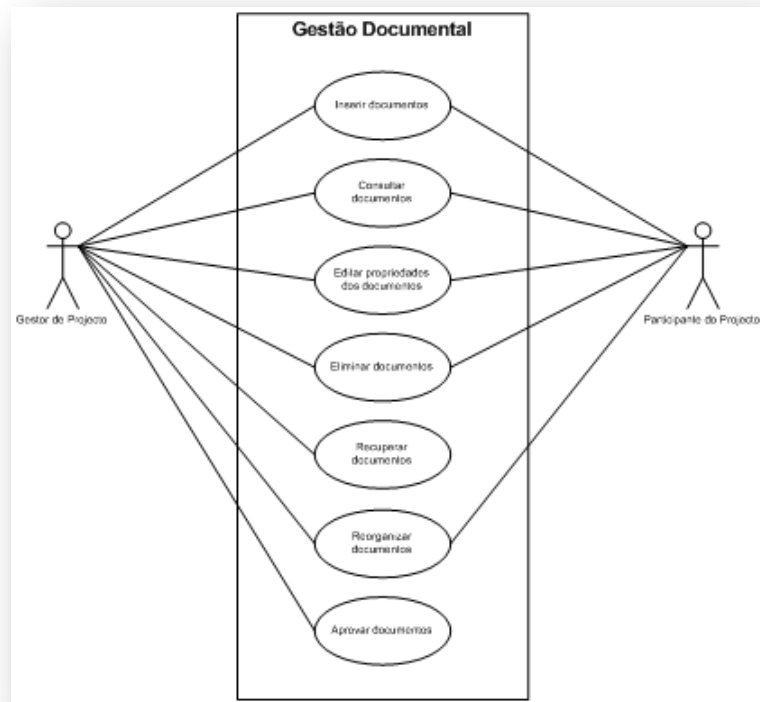 Gestão Documental
Inserir documentos
Consultar
documentos
Editar propriedades
dos documentos
Gestor de Projecto
Participante do Projecto
Eliminar documentos
Recuperar
documentos
Reorganizar
documentos
Aprovar documentos